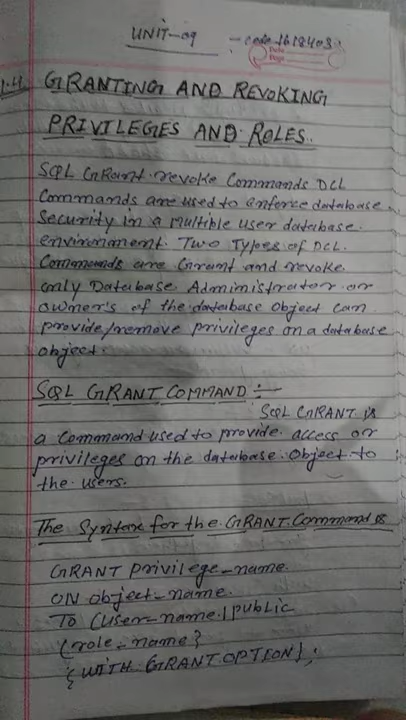 UNIT-09 - code 1618403
Date
Page
1.4 GRANTING AND REVOKING
PRIVILEGES AND ROLES.
SQL GRant revoke Commands DCL
Commands are used to enforce database
Security in a multiple user database
environment. Two Types of DCL
Commands are Grant and revoke.
only Database Administrator or
owner's of the database object can
provide/remove privileges on a database
object.
SQL GRANT COMMAND :-
SQL GRANT is
a Command used to provide access or
privileges on the database object to
the users.
The Syntax for the GRANT Command is
GRANT privilege_name
ON object_name
TO {user_name | public
{role_name}
{WITH GRANT OPTION};